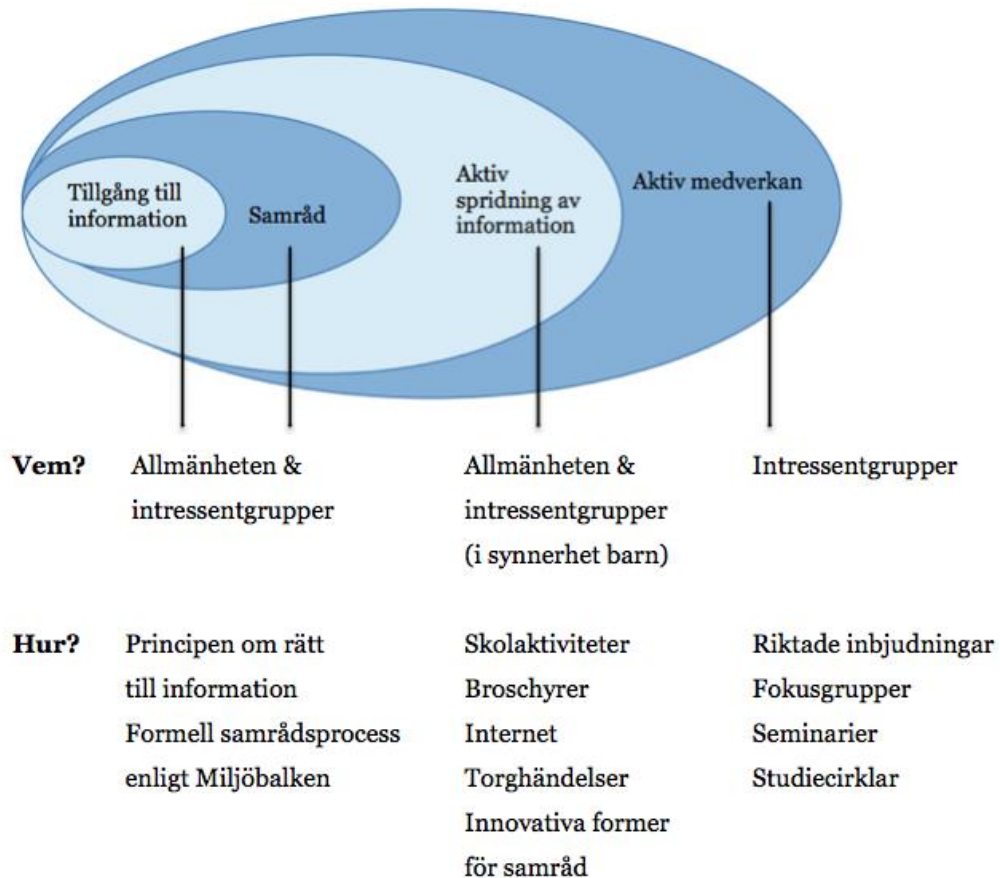 Tillgång till
information
Samråd
Aktiv
spridning av
information
Aktiv medverkan
Vem?
Allmänheten &
intressentgrupper
Allmänheten &
intressentgrupper
(i synnerhet barn)
Intressentgrupper
Hur?
Principen om rätt
till information
Formell samrådsprocess
enligt Miljöbalken
Skolaktiviteter
Broschyrer
Internet
Torghändelser
Innovativa former
för samråd
Riktade inbjudningar
Fokusgrupper
Seminarier
Studiecirklar